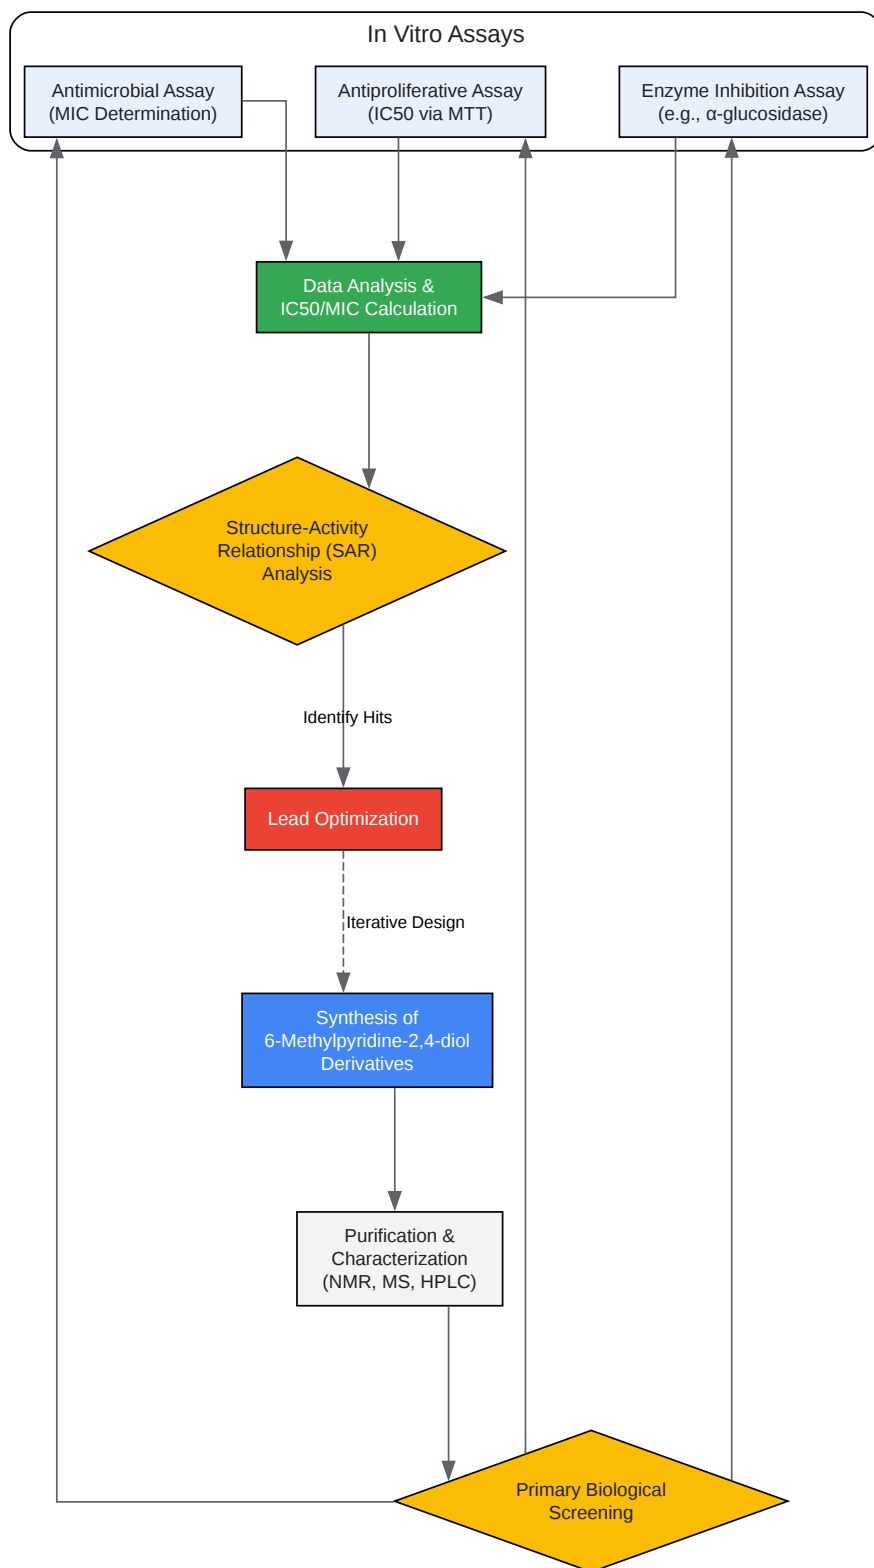 In Vitro Assays
Antimicrobial Assay
(MIC Determination)
Antiproliferative Assay
(IC50 via MTT)
Enzyme Inhibition Assay
(e.g., α-glucosidase)
Data Analysis &
IC50/MIC Calculation
Structure-Activity
Relationship (SAR)
Analysis
Identify Hits
Lead Optimization
Iterative Design
Synthesis of
6-Methylpyridine-2,4-diol
Derivatives
Purification &
Characterization
(NMR, MS, HPLC)
Primary Biological
Screening